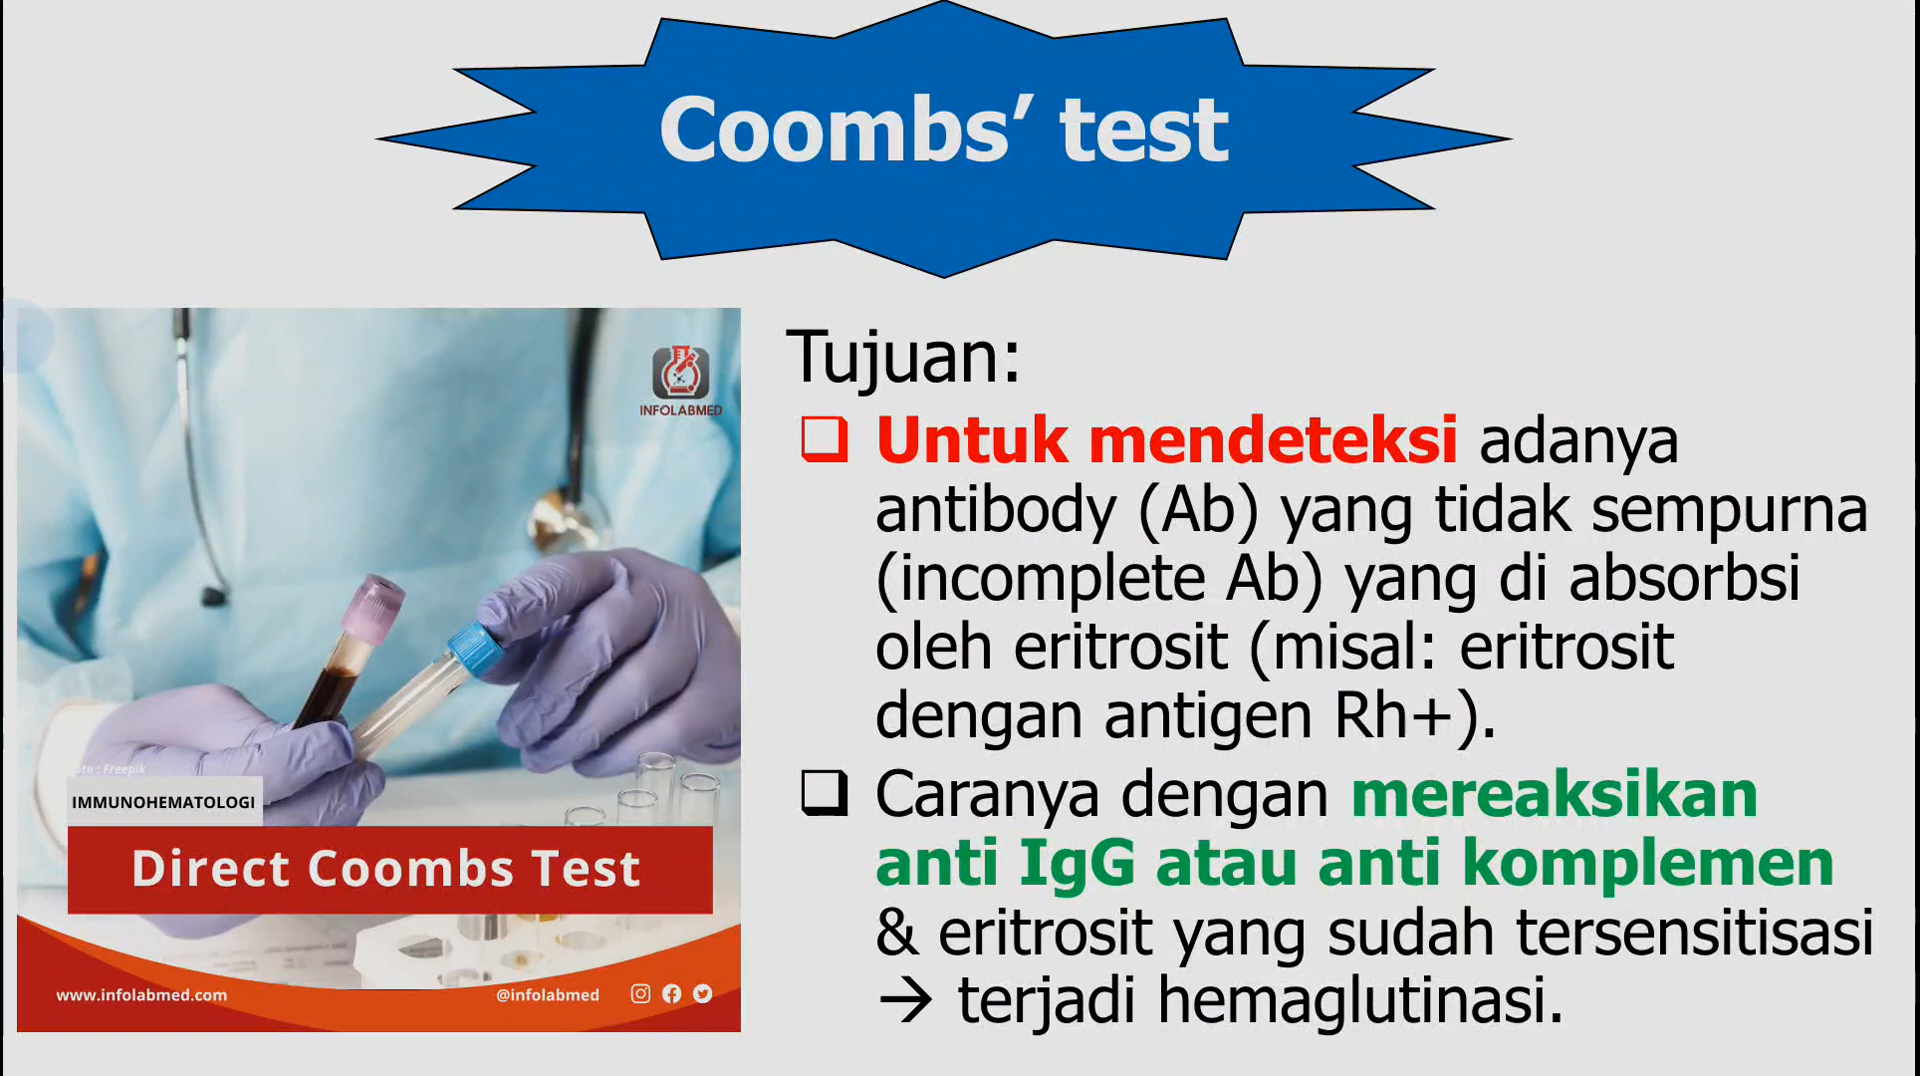 Coombs’ test
INFOLABMED
IMMUNOHEMATOLOGI
Direct Coombs Test
www.infolabmed.com
@infolabmed
Tujuan:
Untuk mendeteksi adanya
antibody (Ab) yang tidak sempurna
(incomplete Ab) yang di absorbsi
oleh eritrosit (misal: eritrosit
dengan antigen Rh+).
Caranya dengan mereaksikan
anti IgG atau anti komplemen
& eritrosit yang sudah tersensitisasi
→ terjadi hemaglutinasi.